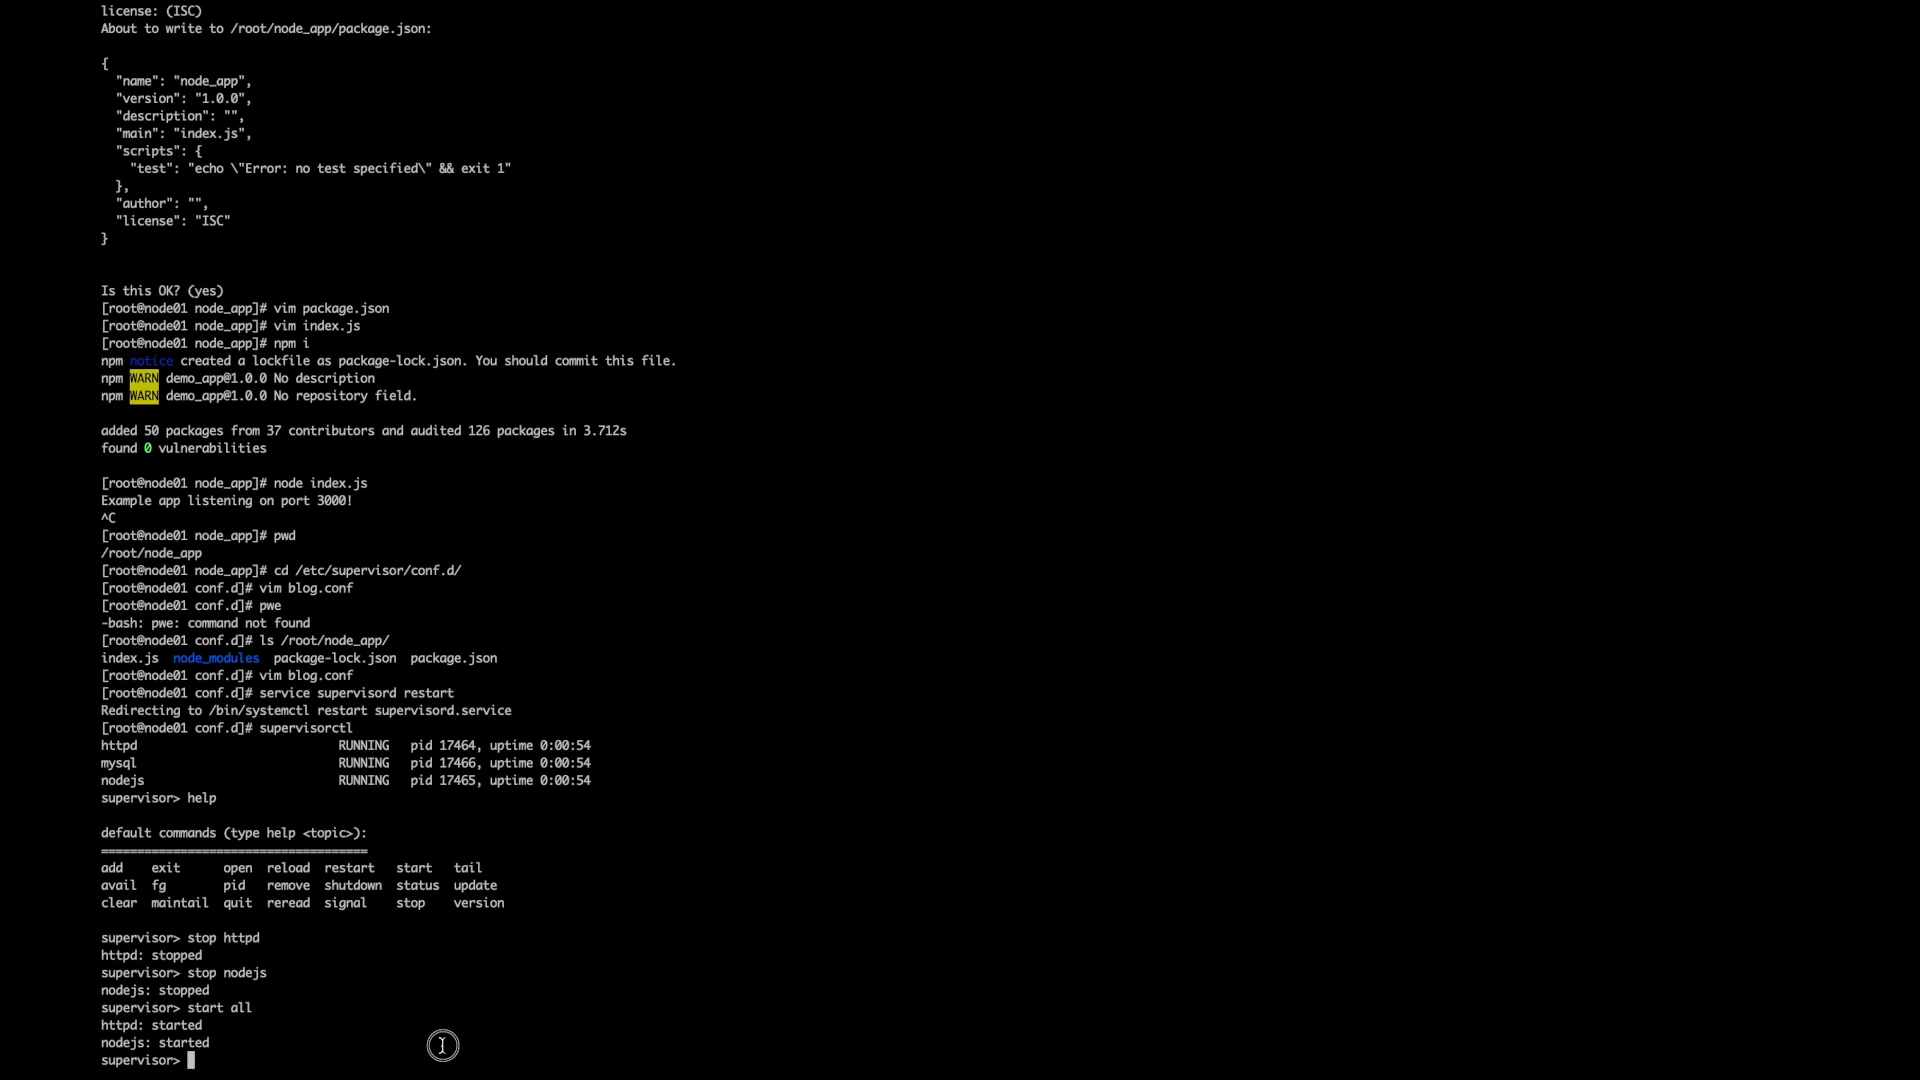 license: (ISC)
About to write to /root/node_app/package.json:
{
"name": "node_app",
"version": "1.0.0",
"description": "",
"main": "index.js",
"scripts": {
"test": "echo \"Error: no test specified\" && exit 1"
},
"author": "",
"license": "ISC"
}
Is this OK? (yes)
[root@node01 node_app]# vim package.json
[root@node01 node_app]# vim index.js
[root@node01 node_app]# npm i
npm notice created a lockfile as package-lock.json. You should commit this file.
npm WARN demo_app@1.0.0 No description
npm WARN demo_app@1.0.0 No repository field.
added 50 packages from 37 contributors and audited 126 packages in 3.712s
found 0 vulnerabilities
[root@node01 node_app]# node index.js
Example app listening on port 3000!
^C
[root@node01 node_app]# pwd
/root/node_app
[root@node01 node_app]# cd /etc/supervisor/conf.d/
[root@node01 conf.d]# vim blog.conf
[root@node01 conf.d]# pwe
-bash: pwe: command not found
[root@node01 conf.d]# ls /root/node_app/
index.js  node_modules  package-lock.json  package.json
[root@node01 conf.d]# vim blog.conf
[root@node01 conf.d]# service supervisord restart
Redirecting to /bin/systemctl restart supervisord.service
[root@node01 conf.d]# supervisorctl
httpd                            RUNNING   pid 17464, uptime 0:00:54
mysql                            RUNNING   pid 17466, uptime 0:00:54
nodejs                           RUNNING   pid 17465, uptime 0:00:54
supervisor> help
default commands (type help <topic>):
=====================================
add    exit      open  reload  restart   start   tail
avail  fg        pid   remove  shutdown  status  update
clear  maintail  quit  reread  signal    stop    version
supervisor> stop httpd
httpd: stopped
supervisor> stop nodejs
nodejs: stopped
supervisor> start all
httpd: started
nodejs: started
supervisor>